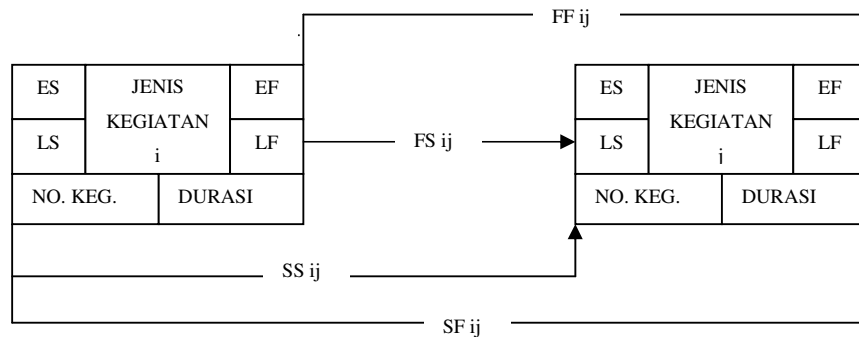 FF ij
ES
JENIS
KEGIATAN
i
EF
LS
LF
NO. KEG.
DURASI
FS ij
ES
JENIS
KEGIATAN
j
EF
LS
LF
NO. KEG.
DURASI
SS ij
SF ij